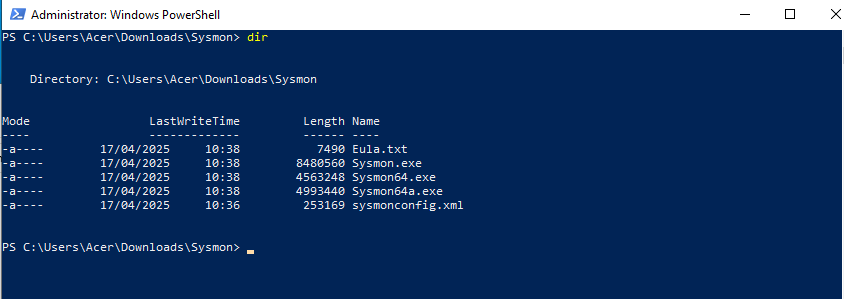 Administrator: Windows PowerShell
PS C:\Users\Acer\Downloads\Sysmon> dir
Directory: C:\Users\Acer\Downloads\Sysmon
Mode                 LastWriteTime         Length Name
----                 -------------         ------ ----
-a----        17/04/2025     10:38           7490 Eula.txt
-a----        17/04/2025     10:38        8480560 Sysmon.exe
-a----        17/04/2025     10:38        4563248 Sysmon64.exe
-a----        17/04/2025     10:38        4993440 Sysmon64a.exe
-a----        17/04/2025     10:36         253169 sysmonconfig.xml
PS C:\Users\Acer\Downloads\Sysmon>